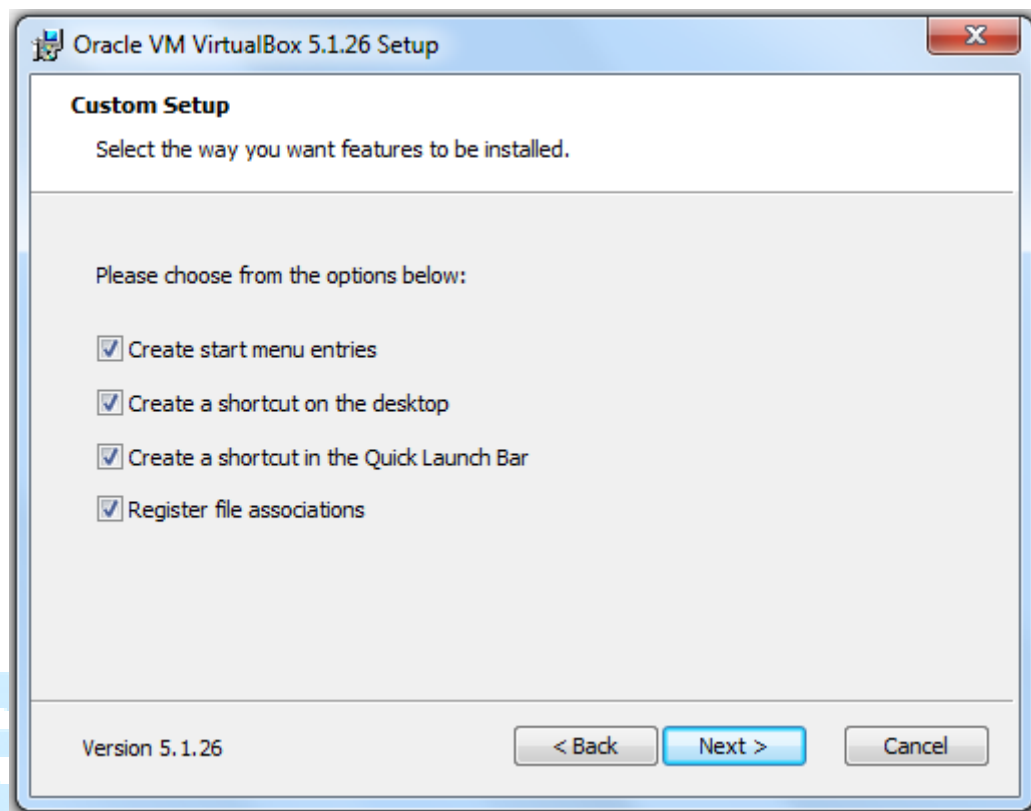 Oracle VM VirtualBox 5.1.26 Setup
Custom Setup
Select the way you want features to be installed.
Please choose from the options below:
Create start menu entries
Create a shortcut on the desktop
Create a shortcut in the Quick Launch Bar
Register file associations
Version 5.1.26
< Back
Next >
Cancel